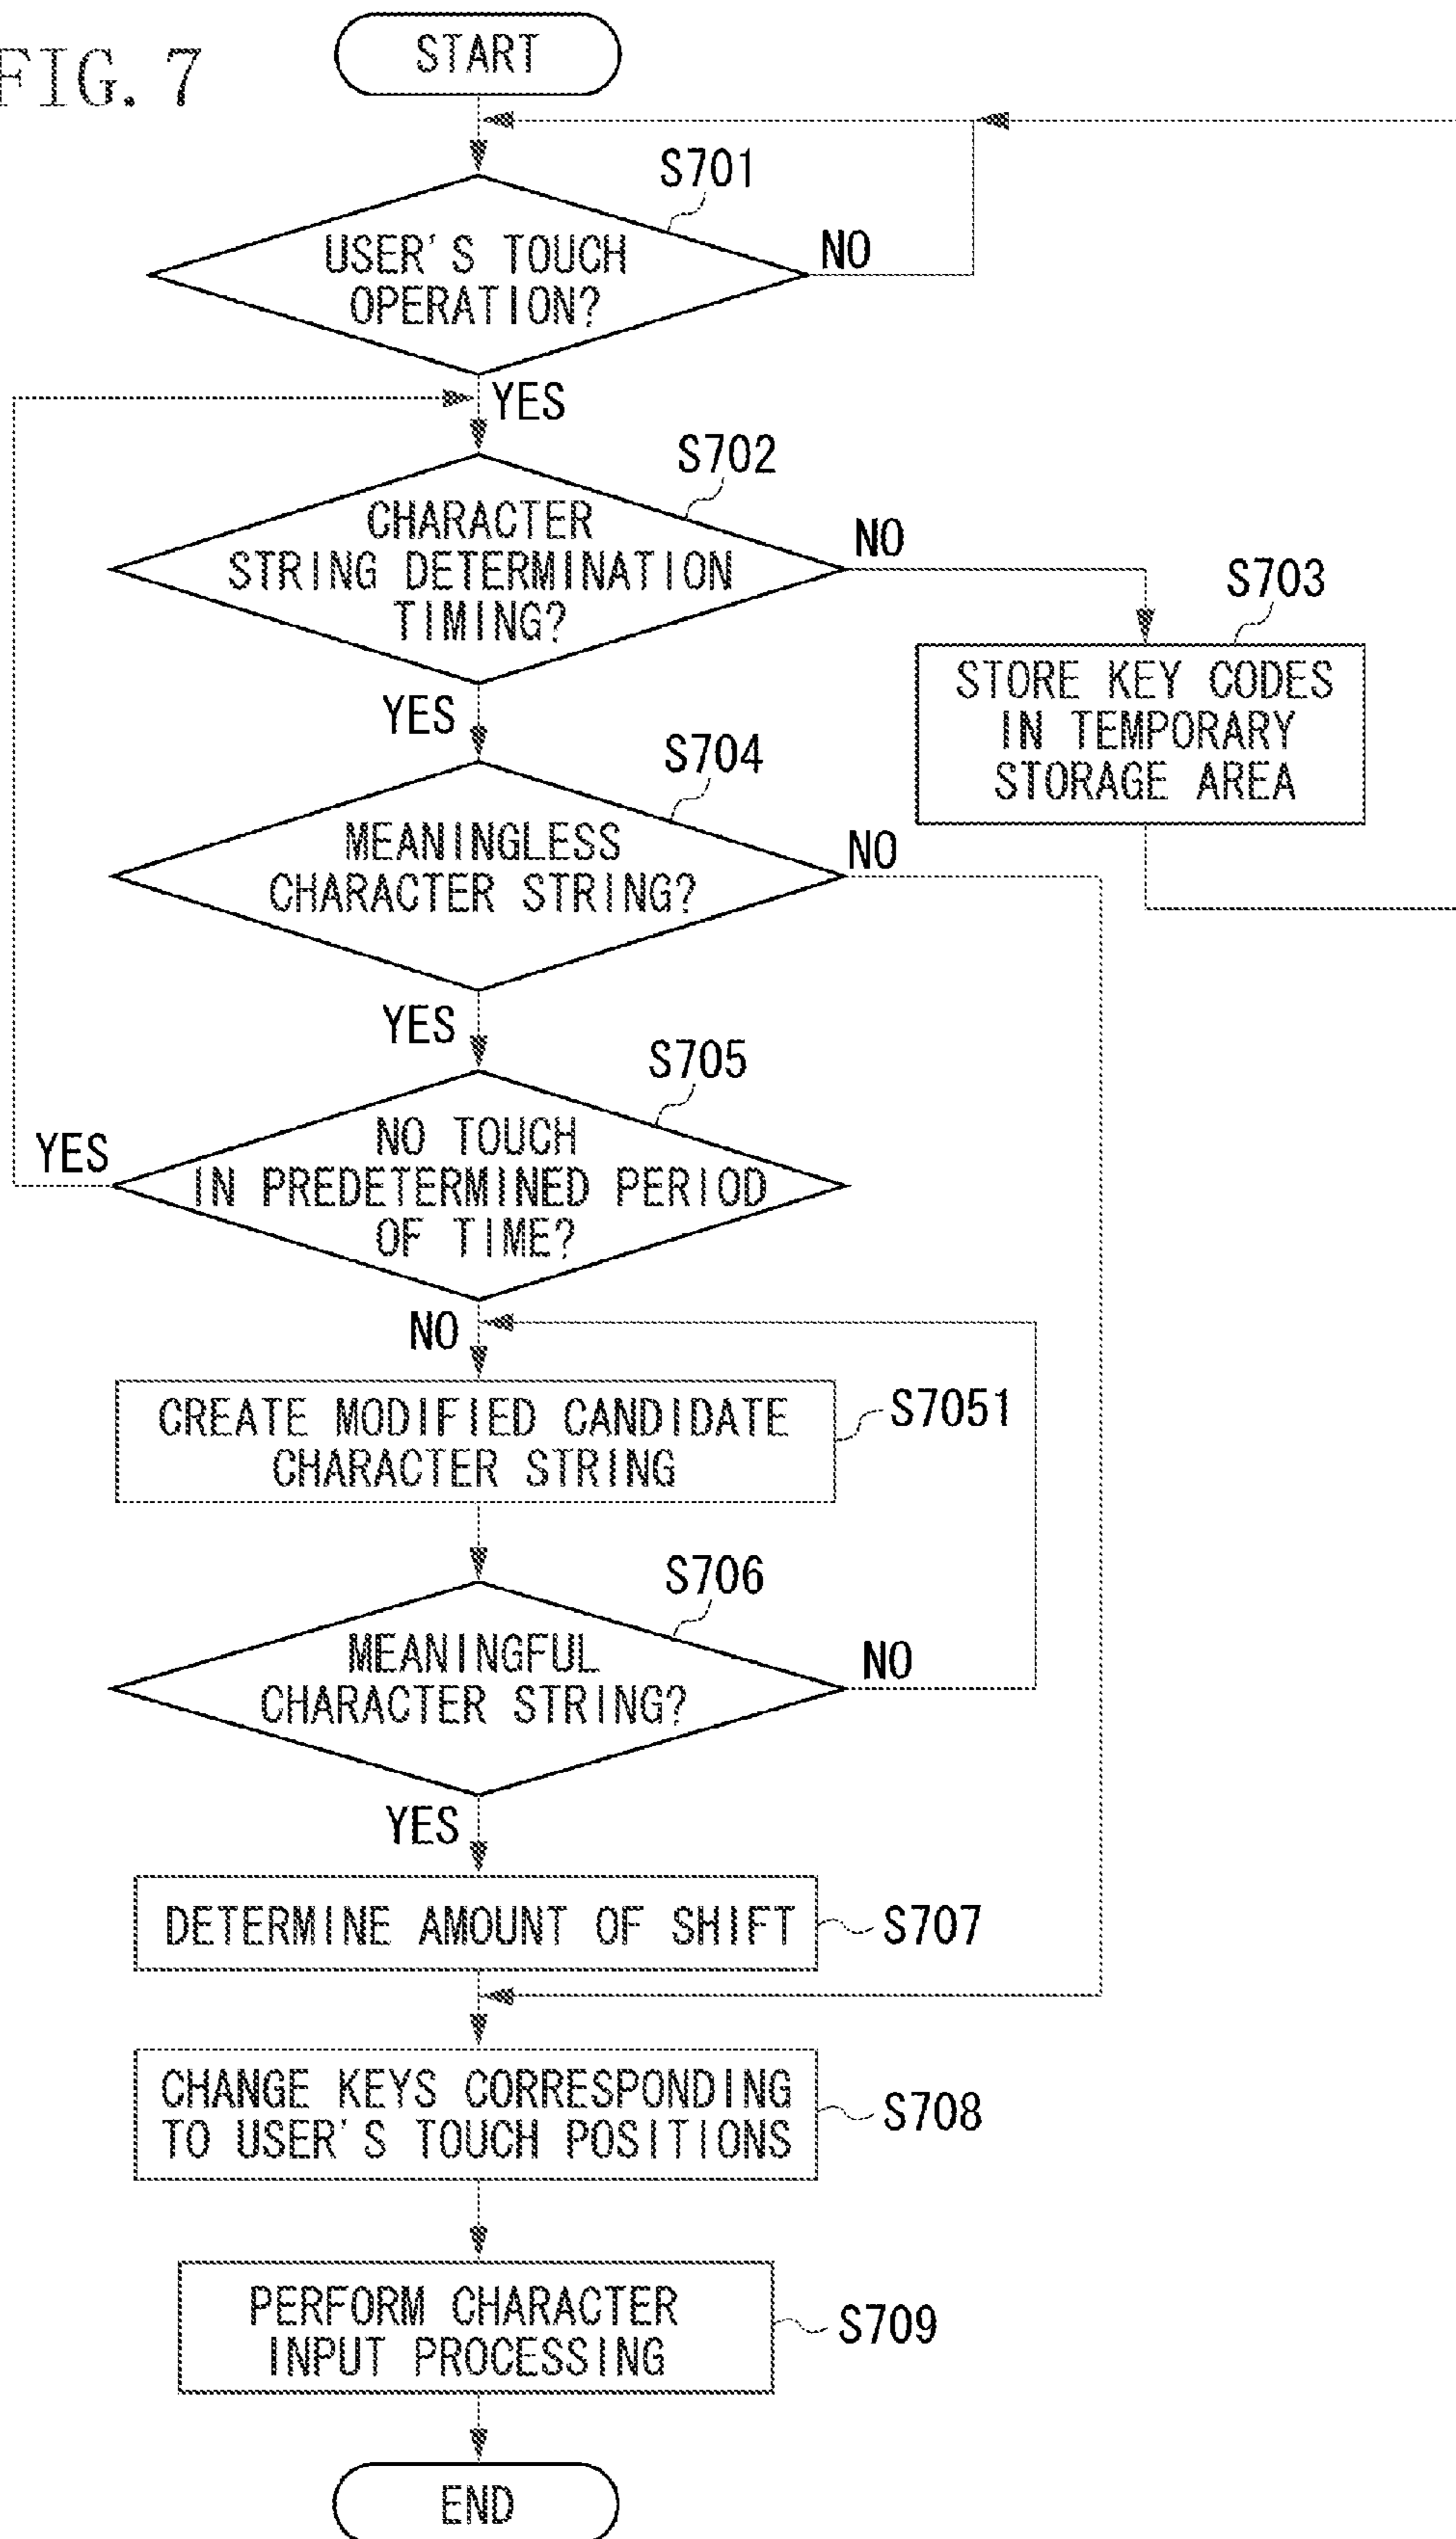 FIG. 7
START
S701
USER'S TOUCH
OPERATION?
NO
YES
S702
CHARACTER
STRING DETERMINATION
TIMING?
NO
S703
STORE KEY CODES
IN TEMPORARY
STORAGE AREA
YES
S704
MEANINGLESS
CHARACTER STRING?
NO
YES
S705
NO TOUCH
IN PREDETERMINED PERIOD
OF TIME?
YES
NO
CREATE MODIFIED CANDIDATE
CHARACTER STRING
S7051
S706
MEANINGFUL
CHARACTER STRING?
NO
YES
DETERMINE AMOUNT OF SHIFT
S707
CHANGE KEYS CORRESPONDING
TO USER'S TOUCH POSITIONS
S708
PERFORM CHARACTER
INPUT PROCESSING
S709
END